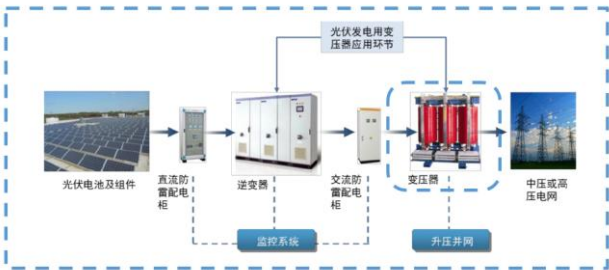 光伏发电用变
压器应用环节
光伏电池及组件
直流防
雷配电
柜
逆变器
交流防
雷配电
柜
变压器
中压或高
压电网
监控系统
升压并网